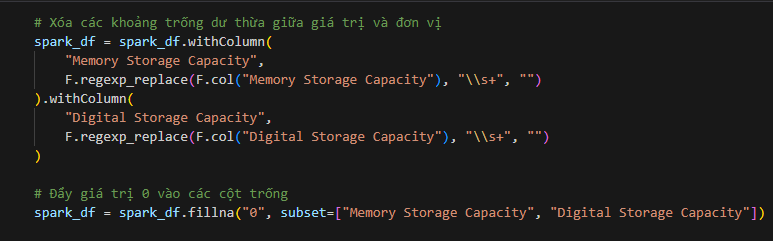 # Xóa các khoảng trống dư thừa giữa giá trị và đơn vị
spark_df = spark_df.withColumn(
    "Memory Storage Capacity",
    F.regexp_replace(F.col("Memory Storage Capacity"), "\\s+", "")
).withColumn(
    "Digital Storage Capacity",
    F.regexp_replace(F.col("Digital Storage Capacity"), "\\s+", "")
)
# Đẩy giá trị 0 vào các cột trống
spark_df = spark_df.fillna("0", subset=["Memory Storage Capacity", "Digital Storage Capacity"])